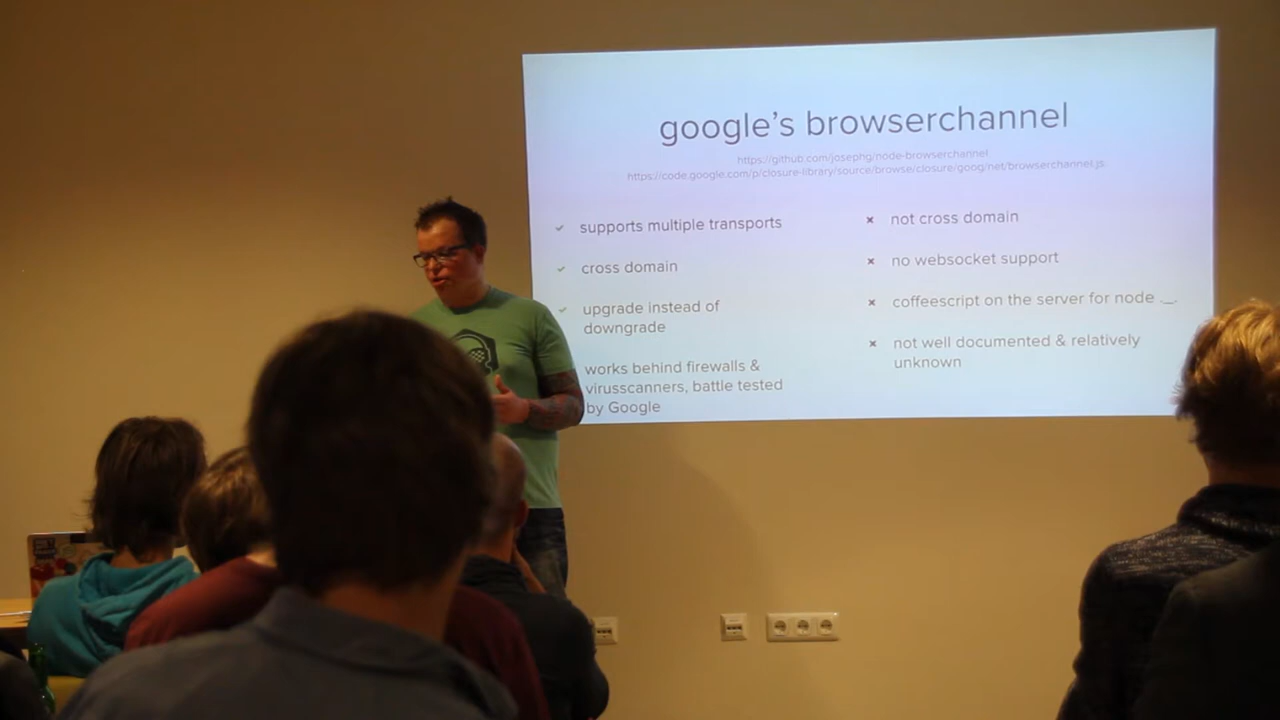 google's browserchannel
https://github.com/josephg/node-browserchannel
https://code.google.com/p/closure-library/source/browse/closure/goog/net/browserchannel.js
✓ supports multiple transports
✓ cross domain
✓ upgrade instead of
downgrade
works behind firewalls &
virusscanners, battle tested
by Google
× not cross domain
× no websocket support
× coffeescript on the server for node ._.
× not well documented & relatively
unknown